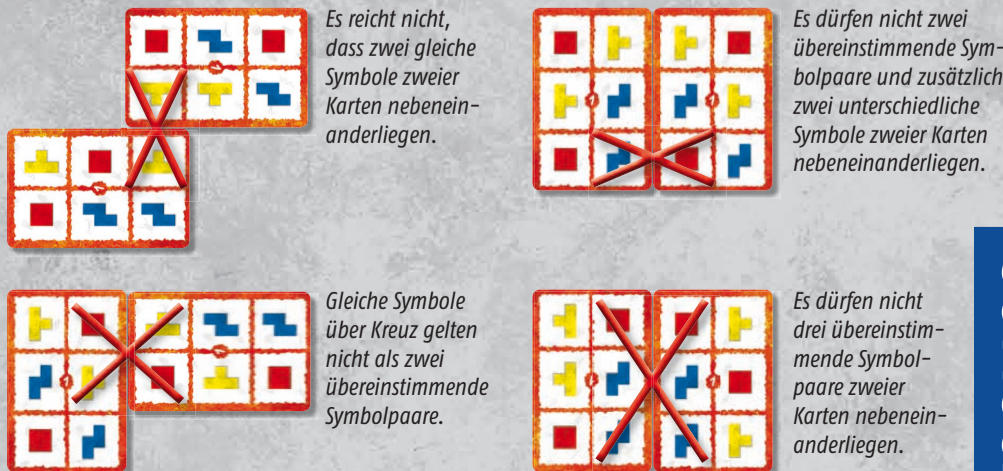 Es reicht nicht,
dass zwei gleiche
Symbole zweier
Karten nebenein-
anderliegen.
Es dürfen nicht zwei
übereinstimmende Sym-
bolpaare und zusätzlich
zwei unterschiedliche
Symbole zweier Karten
nebeneinanderliegen.
Gleiche Symbole
über Kreuz gelten
nicht als zwei
übereinstimmende
Symbolpaare.
Es dürfen nicht
drei übereinstim-
mende Symbol-
paare zweier
Karten nebenein-
anderliegen.